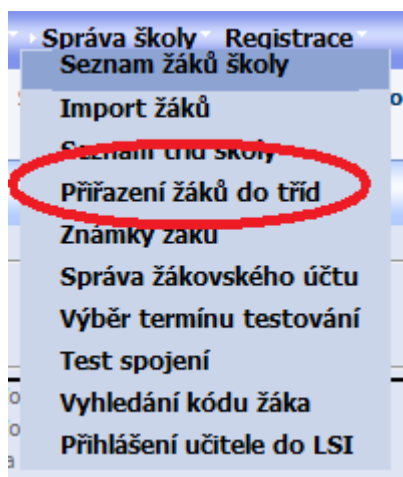 Správa školy Registrace
Seznam žáků školy
Import žáků
Seznam tříd školy
Přiřazení žáků do tříd
Známky žáků
Správa žákovského účtu
Výběr termínu testování
Test spojení
Vyhledání kódu žáka
Přihlášení učitele do LSI